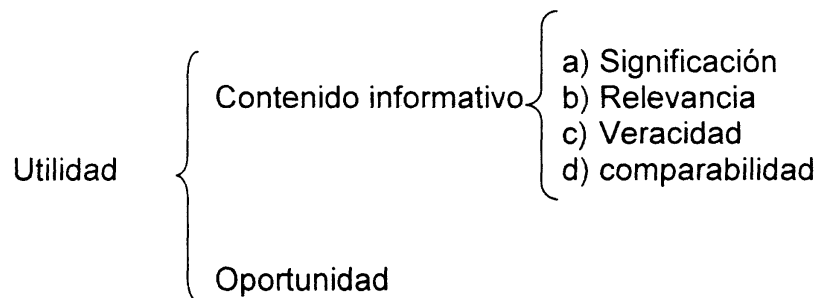 a) Significación
Contenido informativo
b) Relevancia
c) Veracidad
Utilidad
d) comparabilidad
Oportunidad